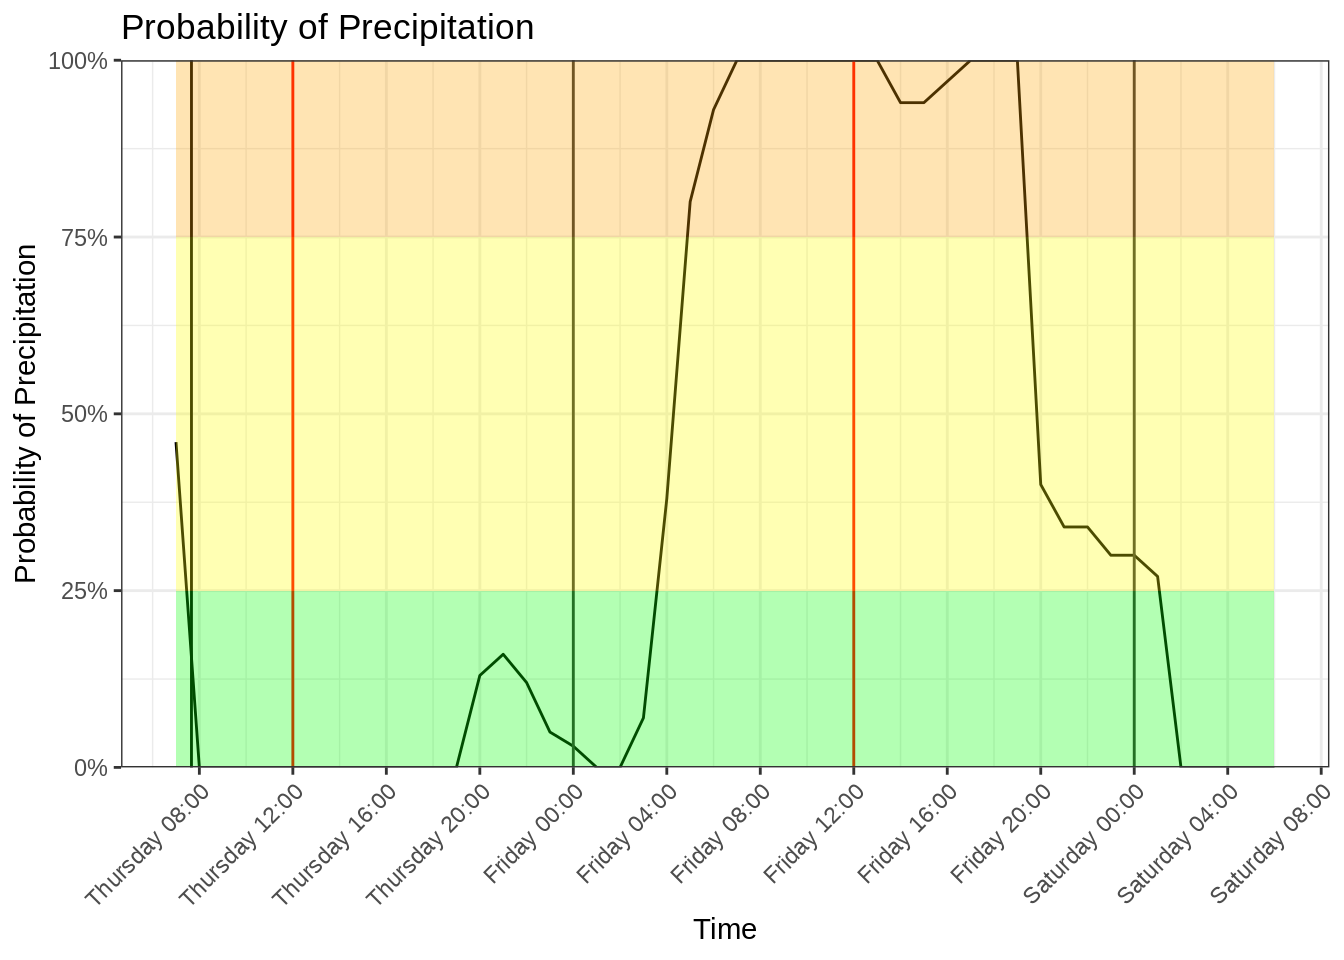 Probability of Precipitation
Probability of Precipitation
100%
75%
50%
25%
0%
Thursday 08:00
Thursday 12:00
Thursday 16:00
Thursday 20:00
Friday 00:00
Friday 04:00
Friday 08:00
Friday 12:00
Friday 16:00
Friday 20:00
Saturday 00:00
Saturday 04:00
Saturday 08:00
Time